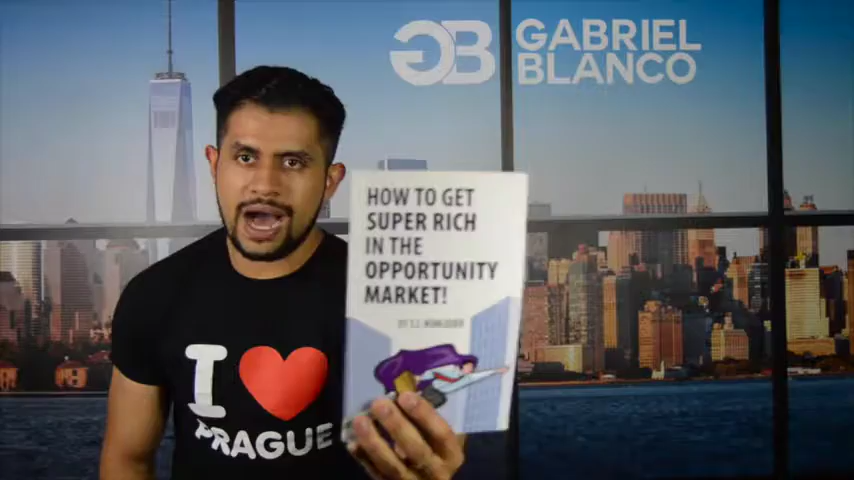 GB
GABRIEL
BLANCO
HOW TO GET
SUPER RICH
IN THE
OPPORTUNITY
MARKET!
I
PRAGUE